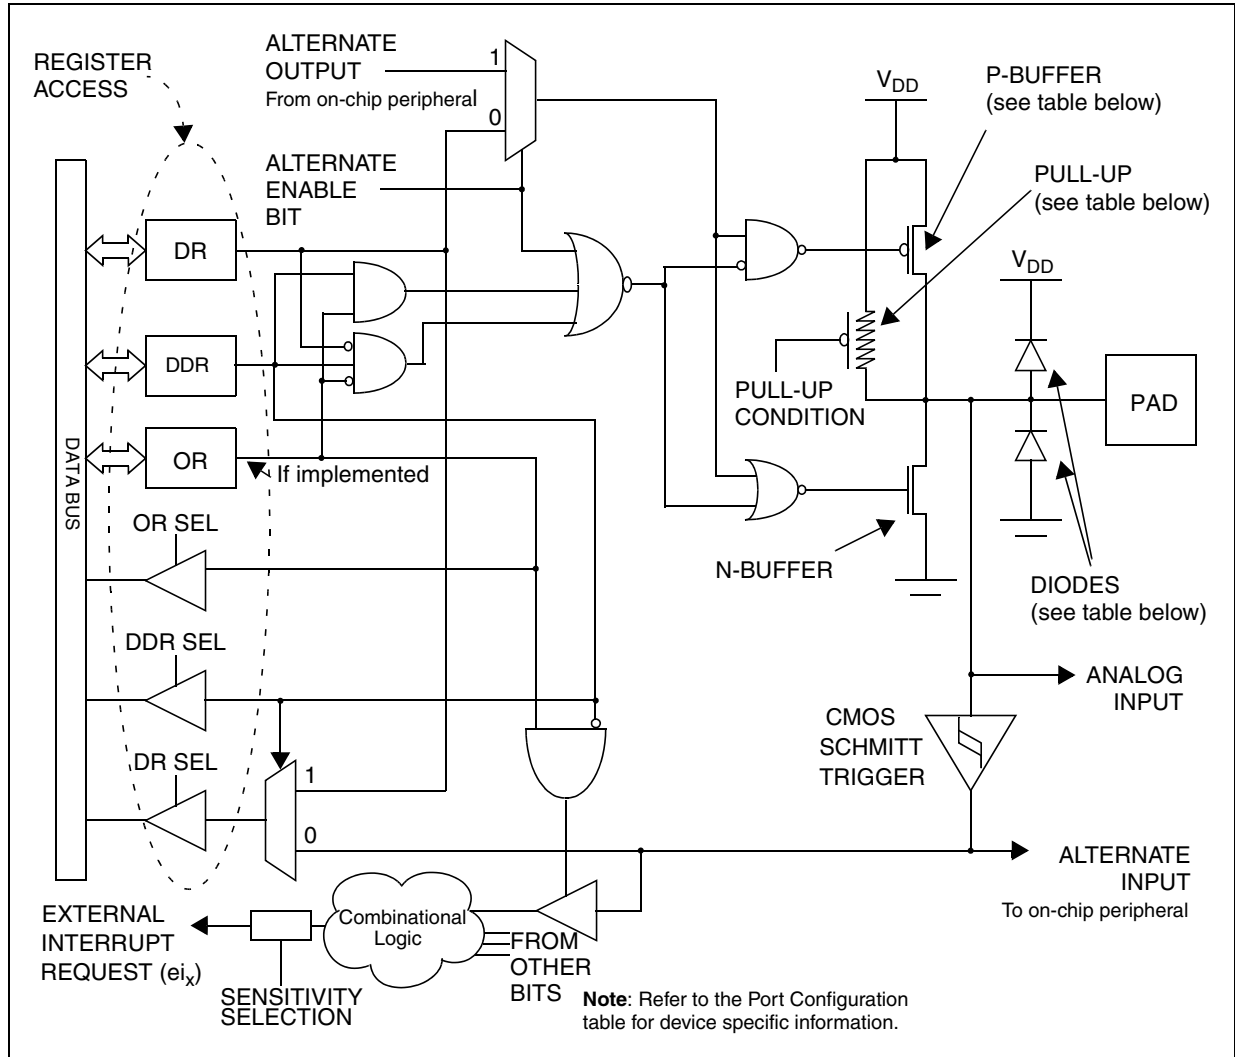 REGISTER
ACCESS
ALTERNATE
OUTPUT
From on-chip peripheral
1
0
ALTERNATE
ENABLE
BIT
VDD
P-BUFFER
(see table below)
PULL-UP
(see table below)
DR
DDR
OR
If implemented
DATA BUS
PULL-UP
CONDITION
VDD
PAD
N-BUFFER
DIODES
(see table below)
OR SEL
DDR SEL
DR SEL
1
0
ANALOG
INPUT
CMOS
SCHMITT
TRIGGER
ALTERNATE
INPUT
To on-chip peripheral
EXTERNAL
INTERRUPT
REQUEST (eix)
Combinational
Logic
FROM
OTHER
BITS
SENSITIVITY
SELECTION
Note: Refer to the Port Configuration
table for device specific information.